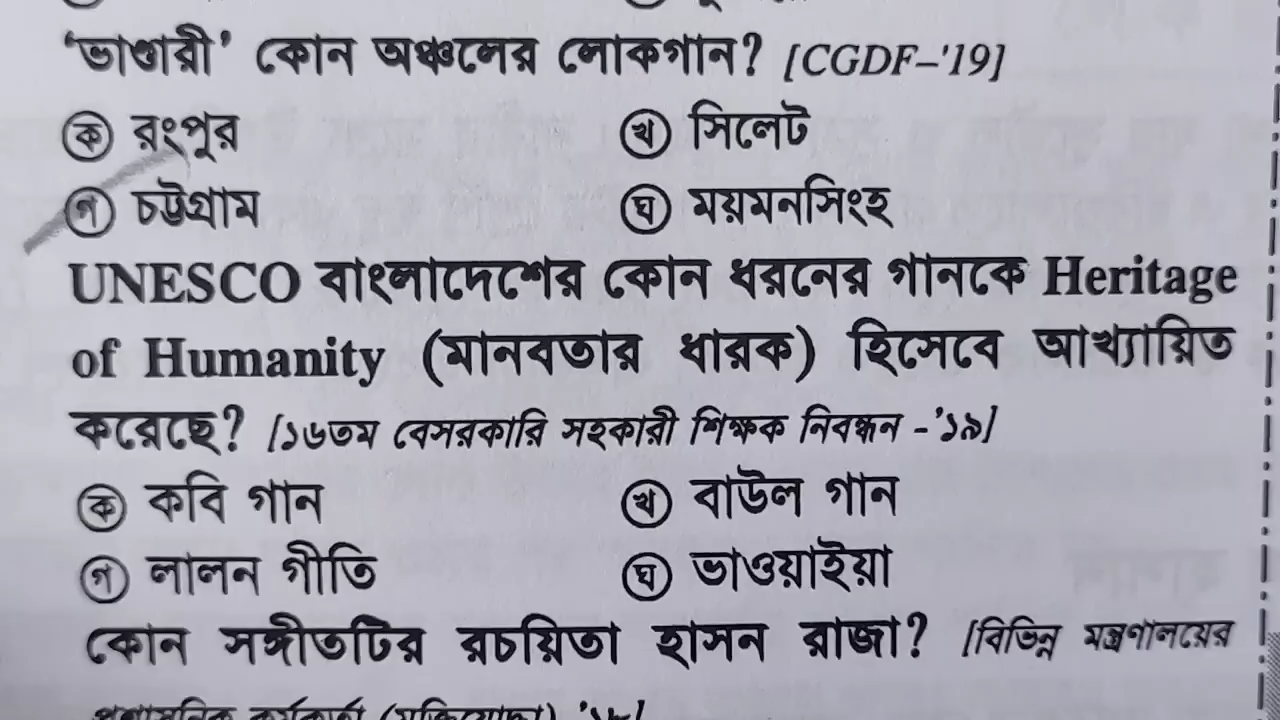 'ভাণ্ডারী' কোন অঞ্চলের লোকগান? [CGDF–'19]
ক রংপুর খ সিলেট
গ চট্টগ্রাম ঘ ময়মনসিংহ
UNESCO বাংলাদেশের কোন ধরনের গানকে Heritage
of Humanity (মানবতার ধারক) হিসেবে আখ্যায়িত
করেছে? [১৬তম বেসরকারি সহকারী শিক্ষক নিবন্ধন -'১৯]
ক কবি গান খ বাউল গান
গ লালন গীতি ঘ ভাওয়াইয়া
কোন সঙ্গীতটির রচয়িতা হাসন রাজা? [বিভিন্ন মন্ত্রণালয়ের